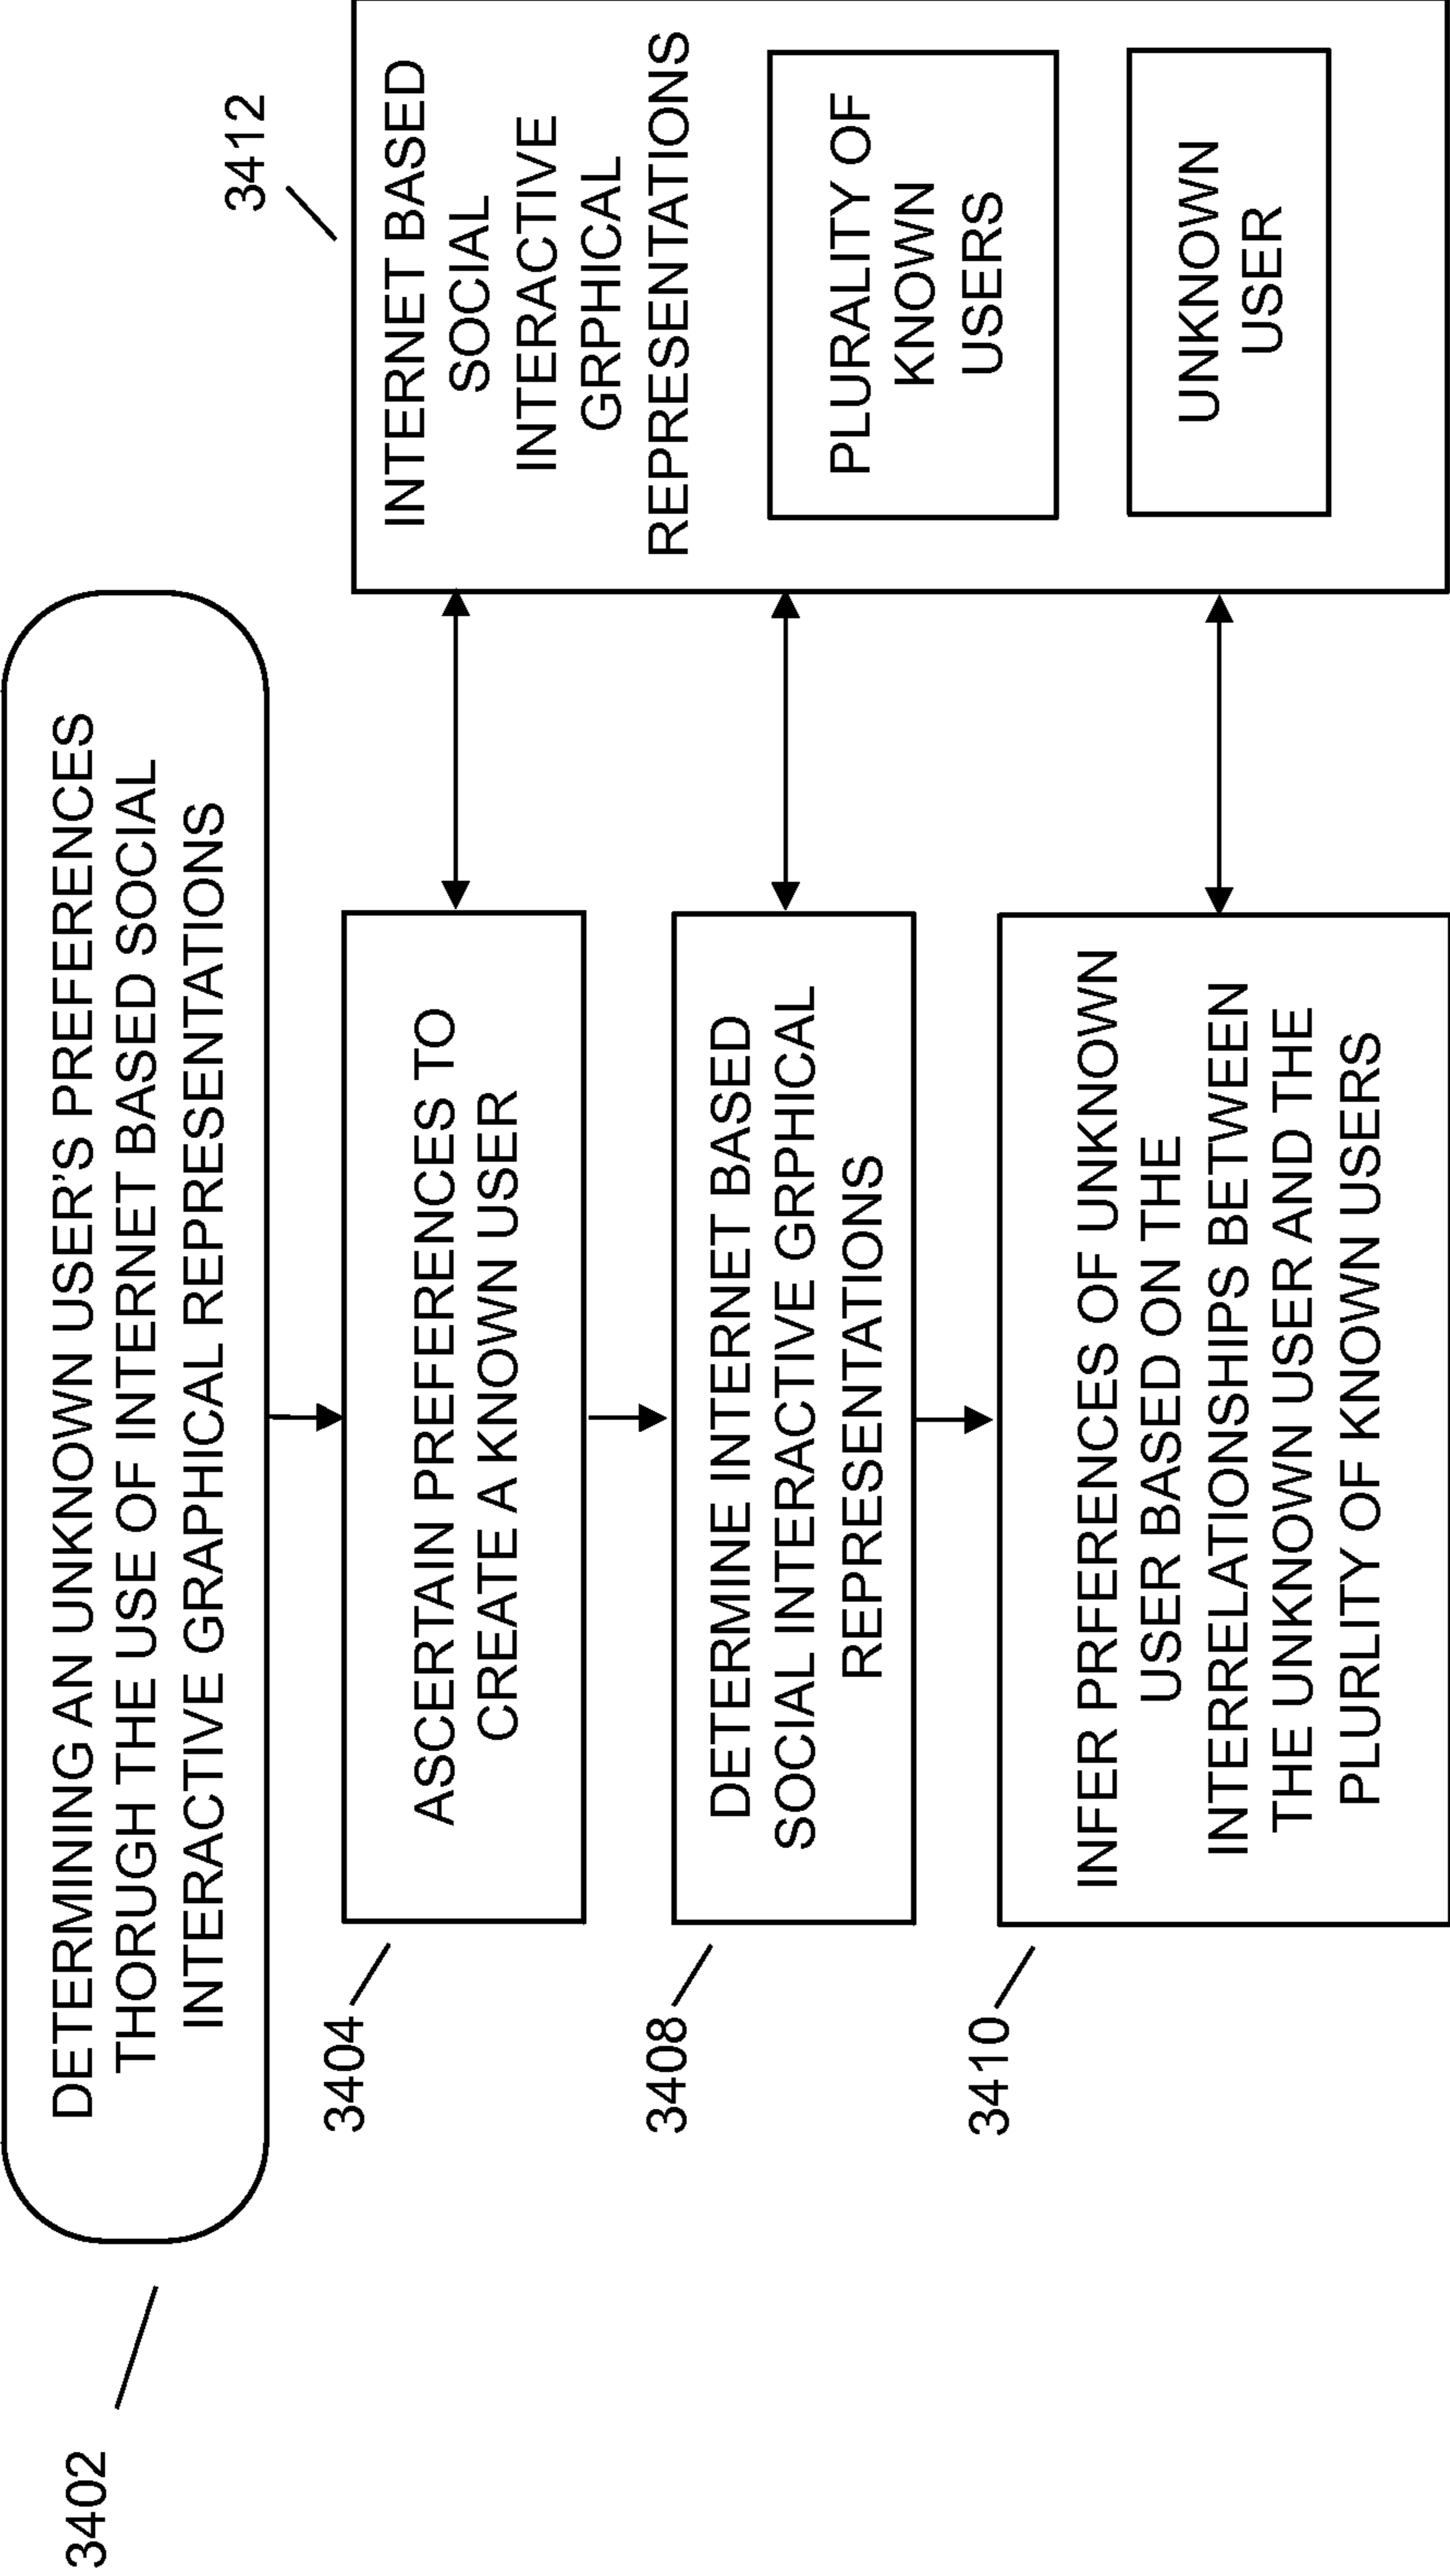 3402
DETERMINING AN UNKNOWN USER'S PREFERENCES
THORUGH THE USE OF INTERNET BASED SOCIAL
INTERACTIVE GRAPHICAL REPRESENTATIONS
3404
ASCERTAIN PREFERENCES TO
CREATE A KNOWN USER
3408
DETERMINE INTERNET BASED
SOCIAL INTERACTIVE GRPHICAL
REPRESENTATIONS
3410
INFER PRFERENCES OF UNKNOWN
USER BASED ON THE
INTERRELATIONSHIPS BETWEEN
THE UNKNOWN USER AND THE
PLURLITY OF KNOWN USERS
3412
INTERNET BASED
SOCIAL
INTERACTIVE
GRPHICAL
REPRESENTATIONS
PLURALITY OF
KNOWN
USERS
UNKNOWN
USER